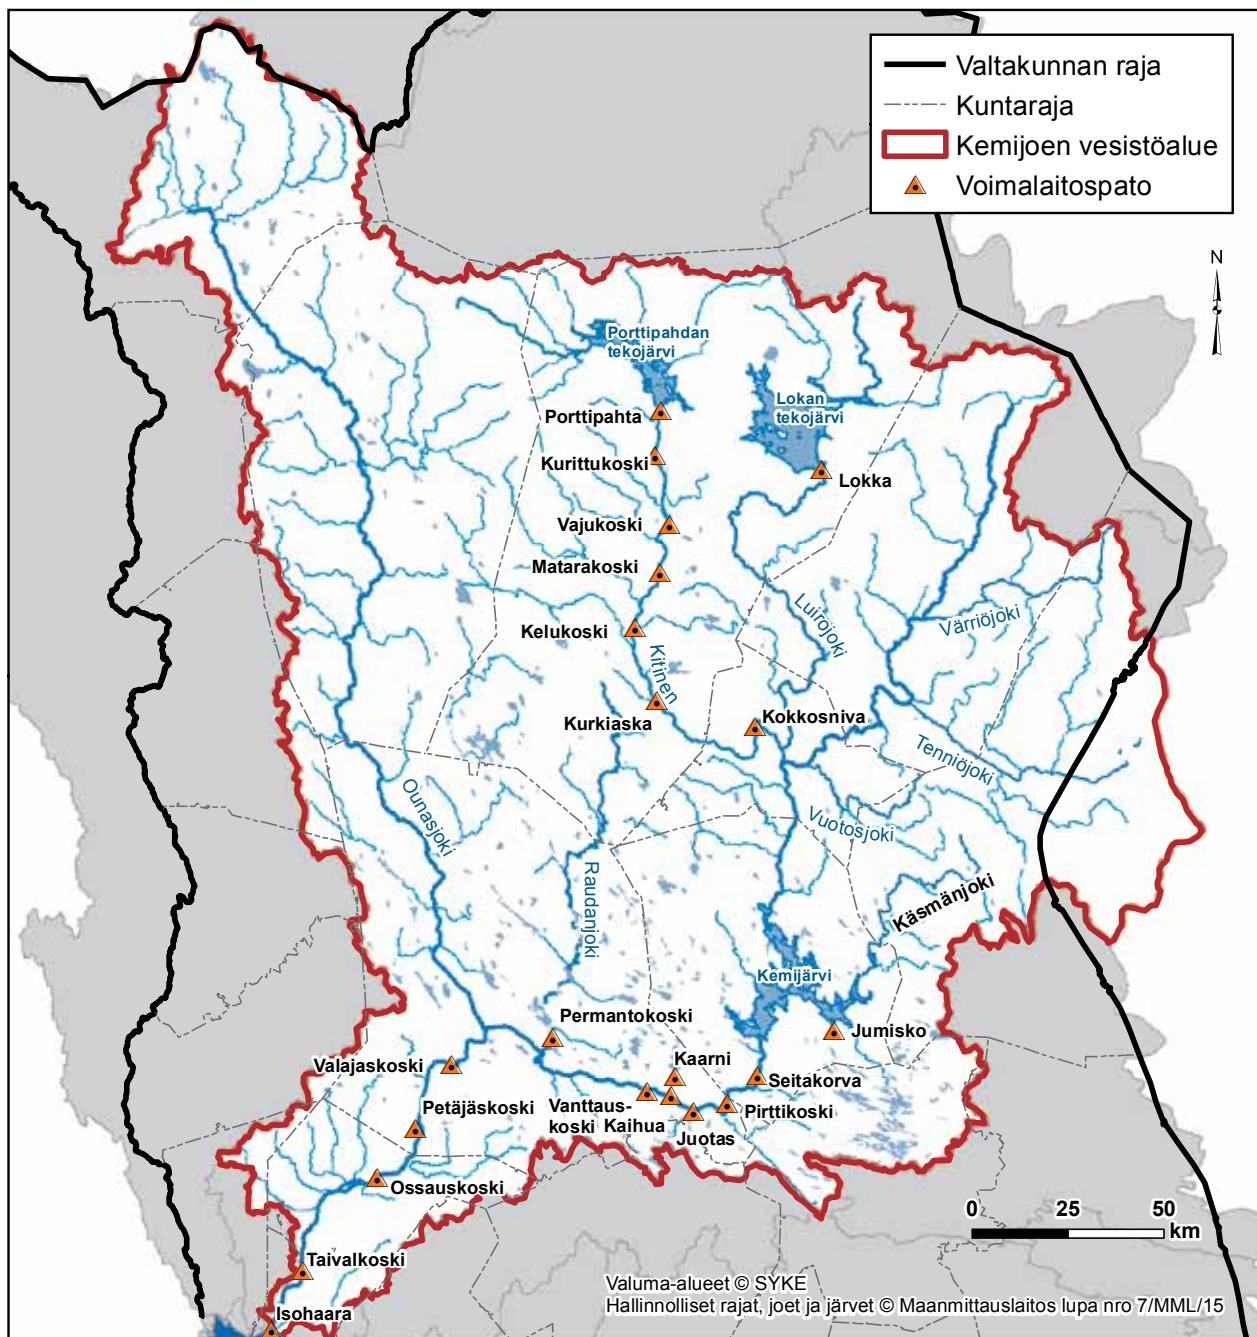 Valtakunnan raja
Kuntaraja
Kemijoen vesistöalue
Voimalaitospato
N
Porttipahdan
tekojärvi
Lokan
tekojärvi
Porttipahta
Kurittukoski
Lokka
Vajukoski
Matarakoski
Luirojoki
Värriöjoki
Kelukoski
Kitinen
Kurkiaska
Kokkosniva
Tenniöjoki
Ounasjoki
Vuotosjoki
Raudanjoki
Käsmänjoki
Kemijärvi
Permantokoski
Jumisko
Valajaskoski
Kaarni
Seitakorva
Petäjäskoski
Vanttaus-
koski
Kaihua
Pirttikoski
Juotas
Ossauskoski
0 25 50
km
Taivalkoski
Isohaara
Valuma-alueet © SYKE
Hallinnolliset rajat, joet ja järvet © Maanmittauslaitos lupa nro 7/MML/15